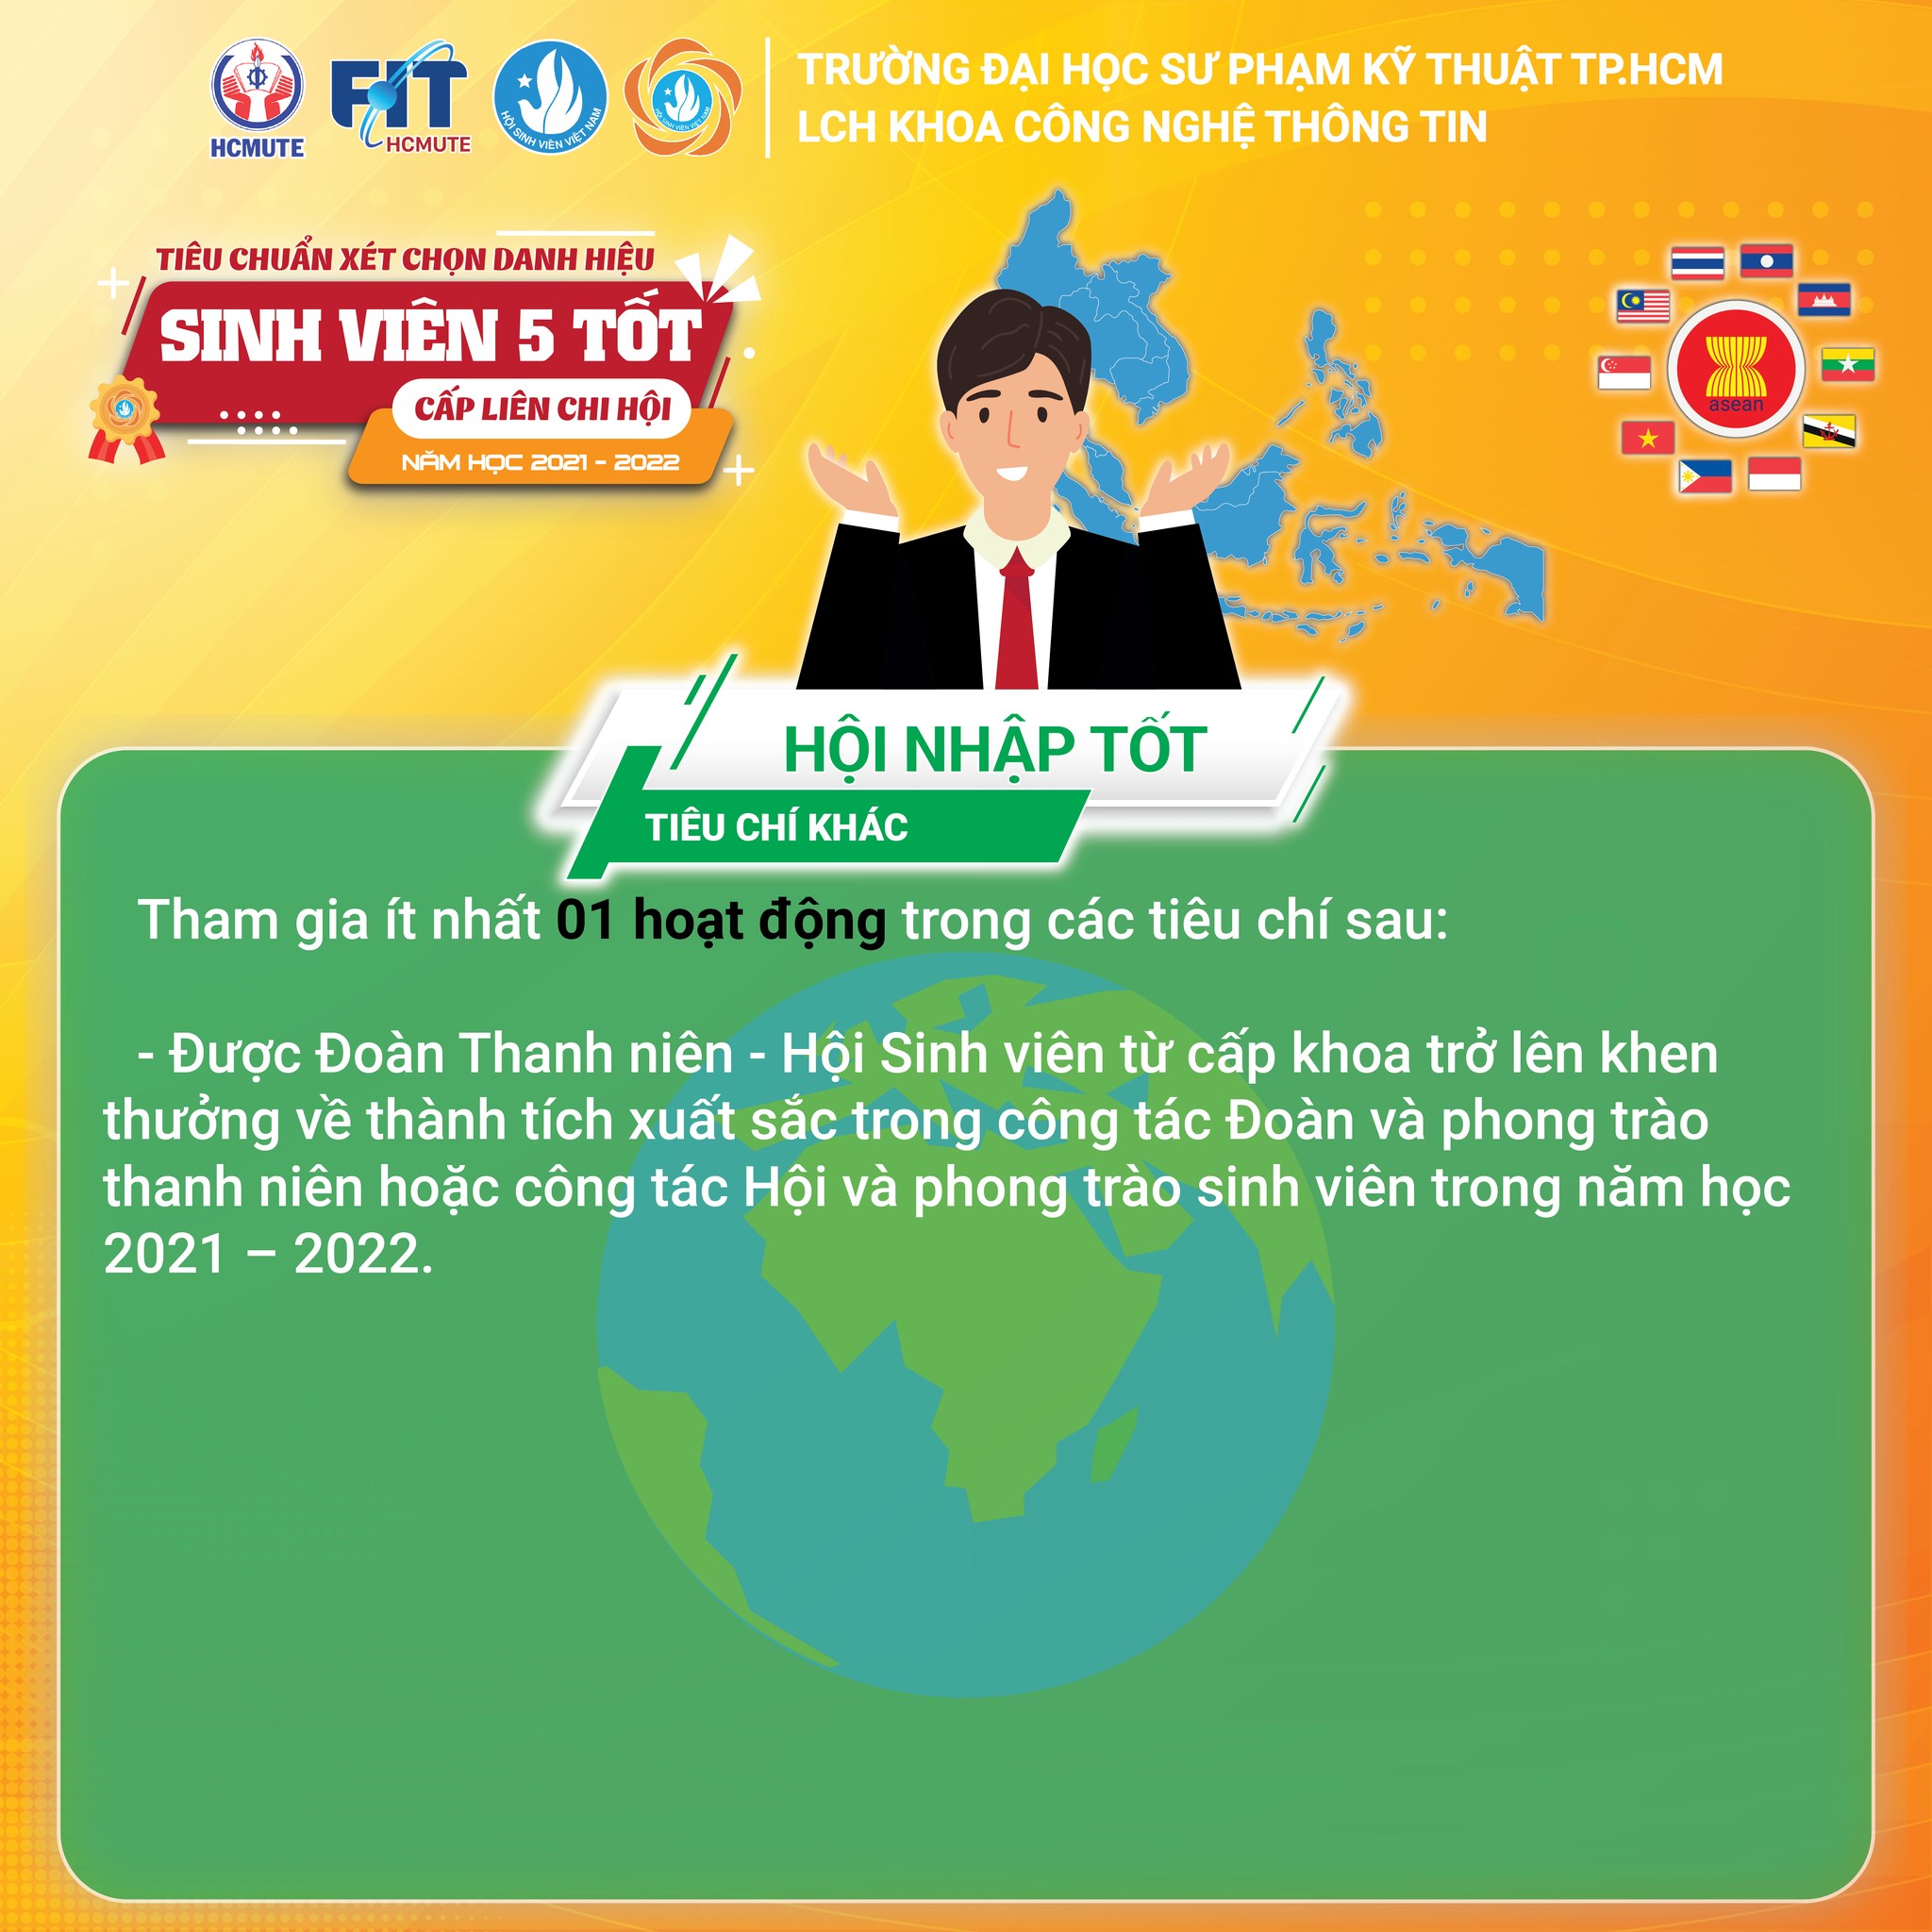 HCMUTE
FIT
HCMUTE
HỘI SINH VIÊN VIỆT NAM
HỘI SINH VIÊN VIỆT NAM
TRƯỜNG ĐẠI HỌC SƯ PHẠM KỸ THUẬT TP.HCM
LCH KHOA CÔNG NGHỆ THÔNG TIN
TIÊU CHUẨN XÉT CHỌN DANH HIỆU
SINH VIÊN 5 TỐT
CẤP LIÊN CHI HỘI
NĂM HỌC 2021 - 2022
asean
HỘI NHẬP TỐT
TIÊU CHÍ KHÁC
Tham gia ít nhất 01 hoạt động trong các tiêu chí sau:
- Được Đoàn Thanh niên - Hội Sinh viên từ cấp khoa trở lên khen
thưởng về thành tích xuất sắc trong công tác Đoàn và phong trào
thanh niên hoặc công tác Hội và phong trào sinh viên trong năm học
2021 – 2022.